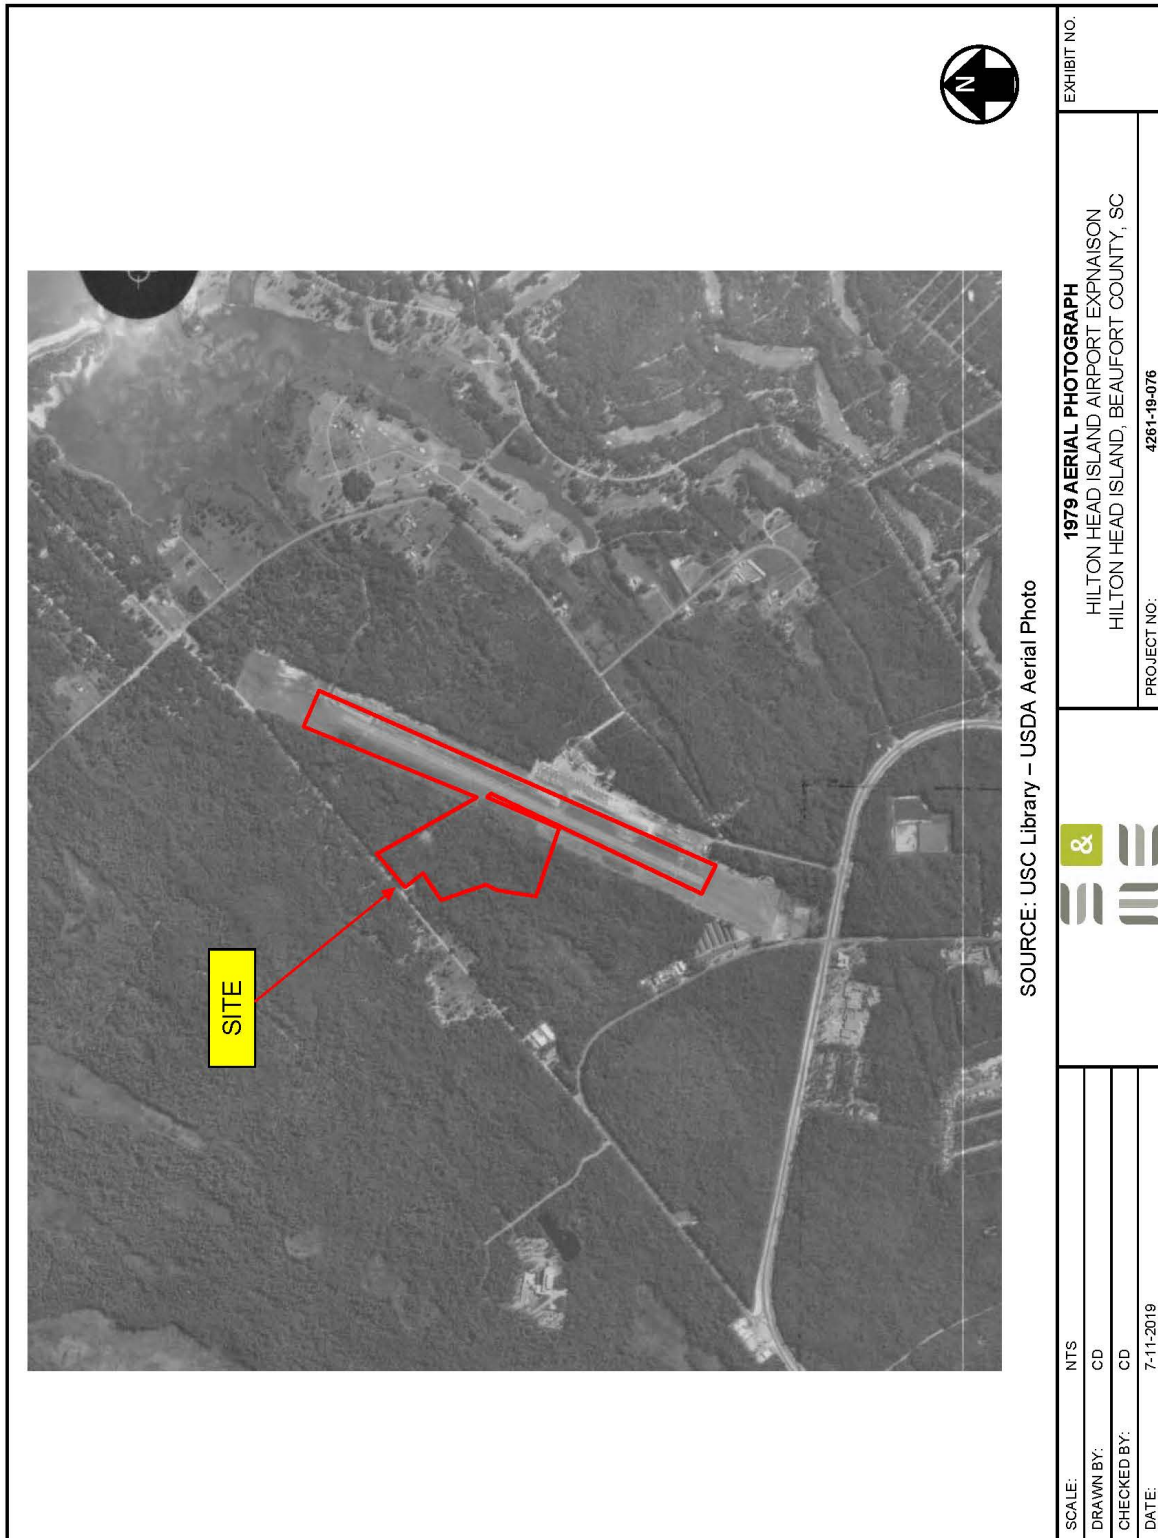 N
SITE
SOURCE: USC Library – USDA Aerial Photo
SCALE: NTS
DRAWN BY: CD
CHECKED BY: CD
DATE: 7-11-2019
&
1979 AERIAL PHOTOGRAPH
HILTON HEAD ISLAND AIRPORT EXPNAISON
HILTON HEAD ISLAND, BEAUFORT COUNTY, SC
PROJECT NO: 4261-19-076
EXHIBIT NO.